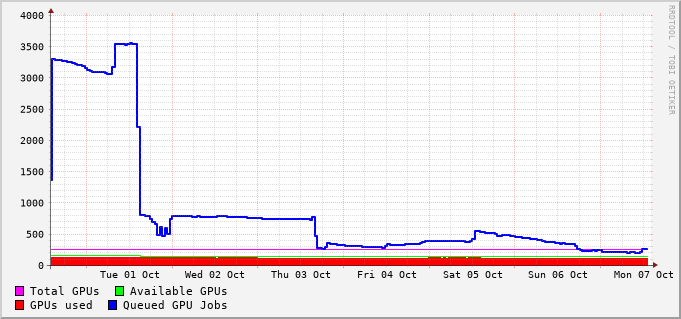 4000
3500
3000
2500
2000
1500
1000
500
0
Tue 01 Oct Wed 02 Oct Thu 03 Oct Fri 04 Oct Sat 05 Oct Sun 06 Oct Mon 07 Oct
Total GPUs Available GPUs
GPUs used Queued GPU Jobs
RRDTOOL / TOBI OETIKER